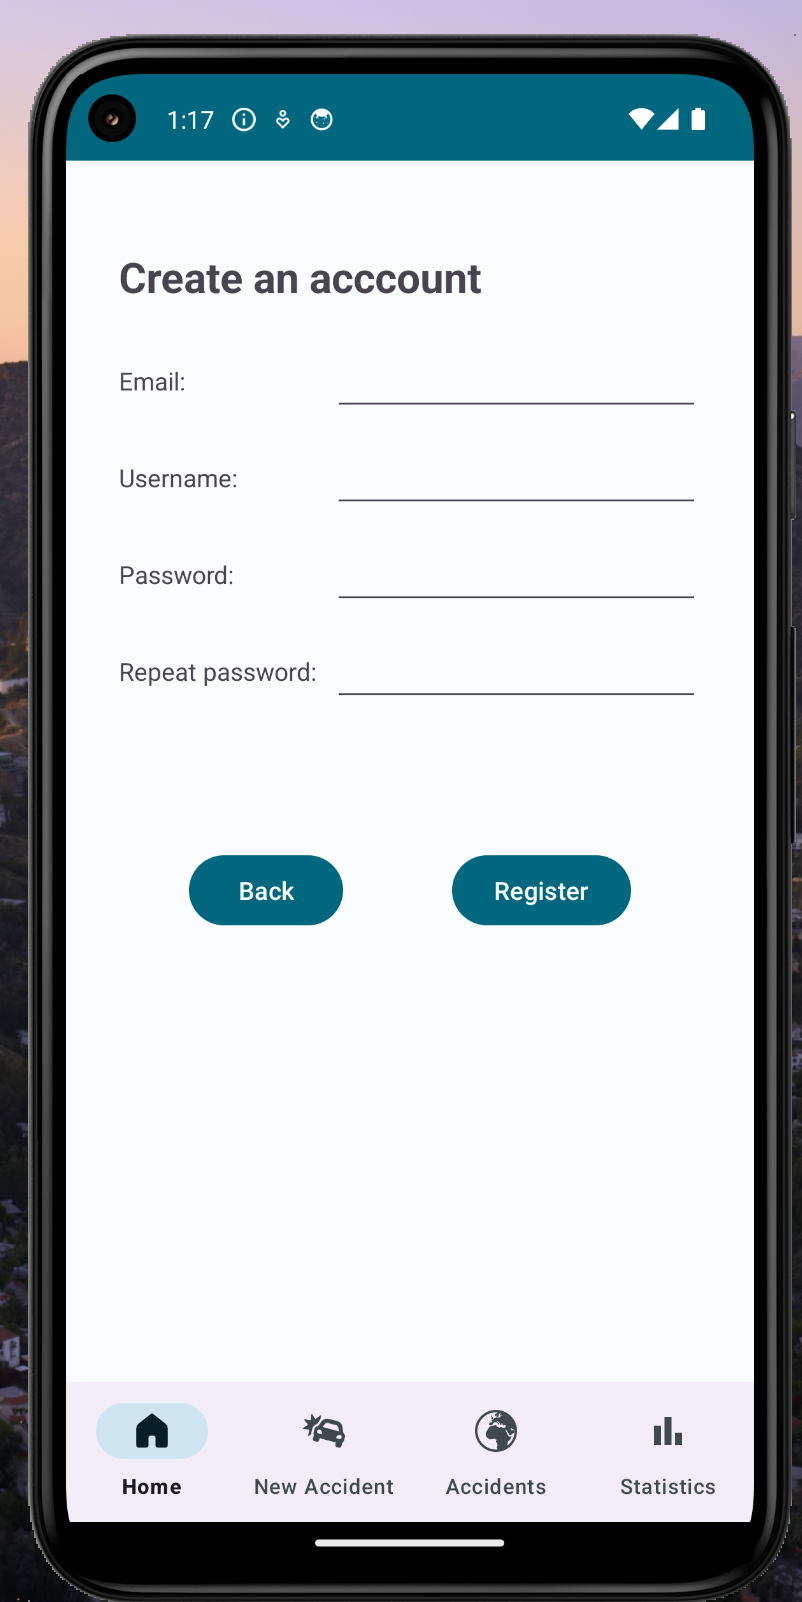 1:17
Create an acccount
Email:
Username:
Password:
Repeat password:
Back Register
Home New Accident Accidents Statistics